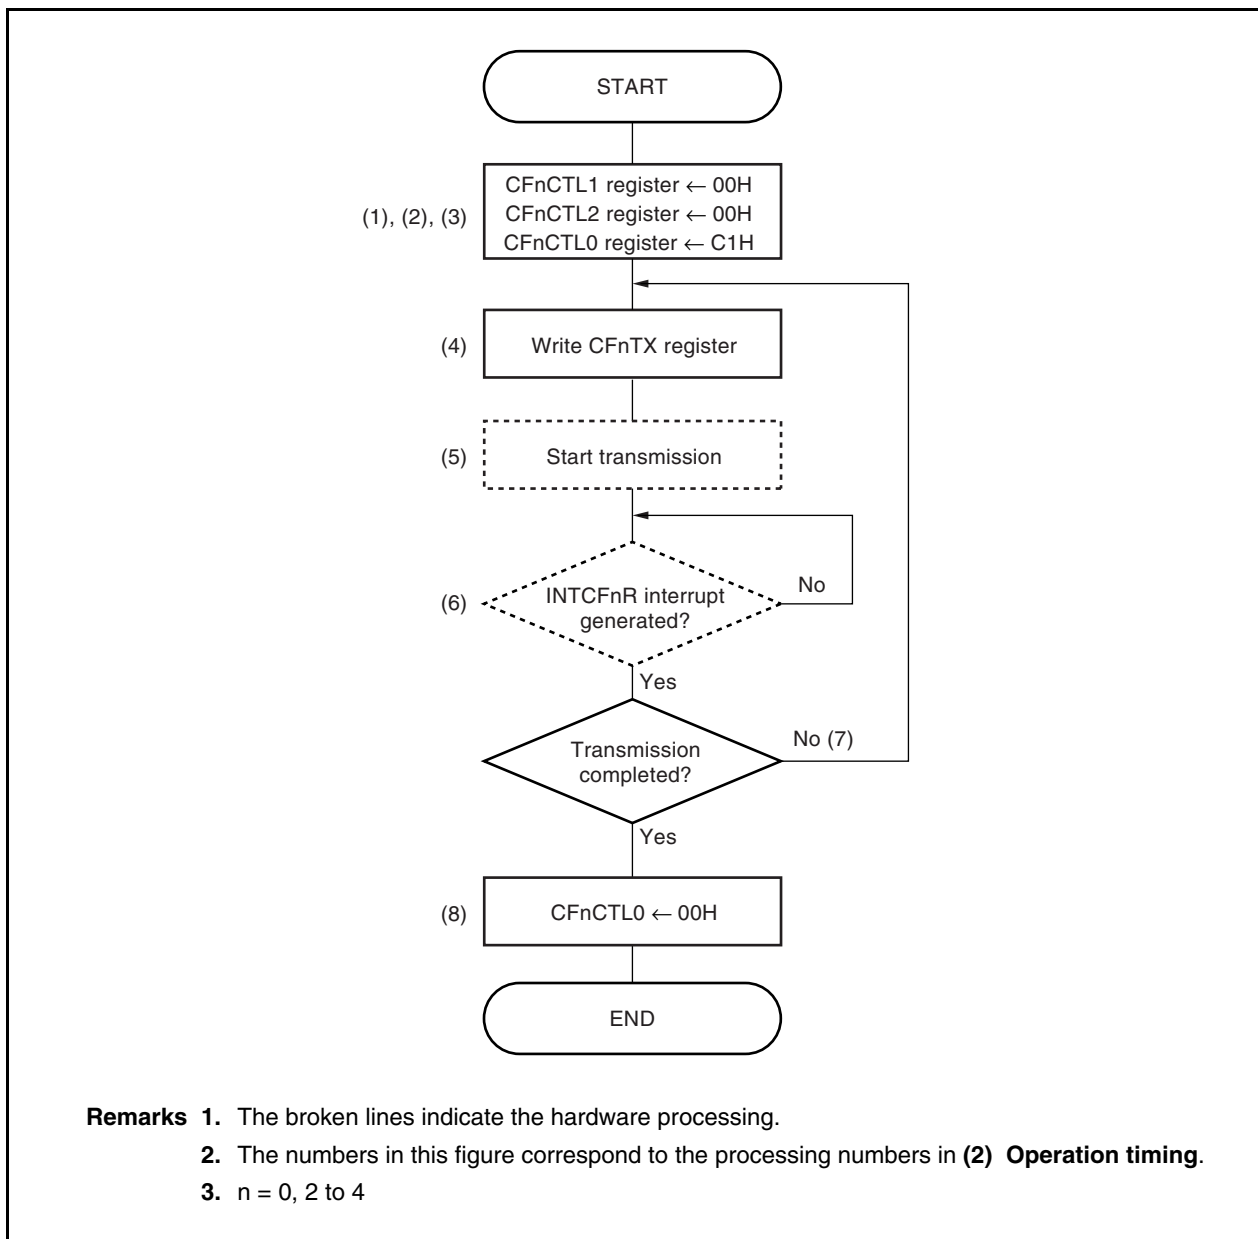 START
(1), (2), (3)
CFnCTL1 register ← 00H
CFnCTL2 register ← 00H
CFnCTL0 register ← C1H
(4)
Write CFnTX register
(5)
Start transmission
(6)
INTCFnR interrupt
generated?
No
Yes
Transmission
completed?
No (7)
Yes
(8)
CFnCTL0 ← 00H
END
Remarks 1. The broken lines indicate the hardware processing.
2. The numbers in this figure correspond to the processing numbers in (2) Operation timing.
3. n = 0, 2 to 4